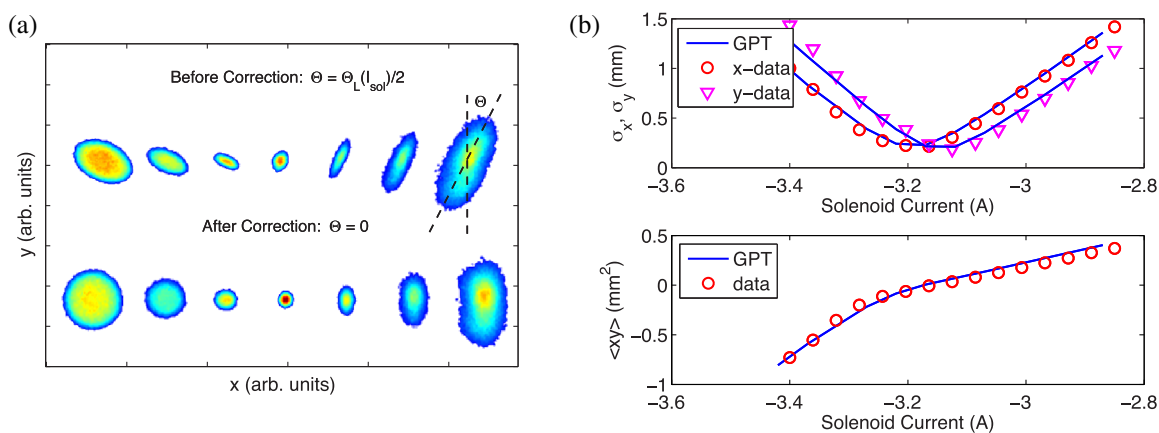 (a)
Before Correction: Θ = Θ_L(I_sol)/2
Θ
After Correction: Θ = 0
y (arb. units)
x (arb. units)
(b)
1.5
1
0.5
0
σ_x, σ_y (mm)
GPT
x−data
y−data
−3.6 −3.4 −3.2 −3 −2.8
Solenoid Current (A)
0.5
0
−0.5
−1
<xy> (mm²)
GPT
data
−3.6 −3.4 −3.2 −3 −2.8
Solenoid Current (A)